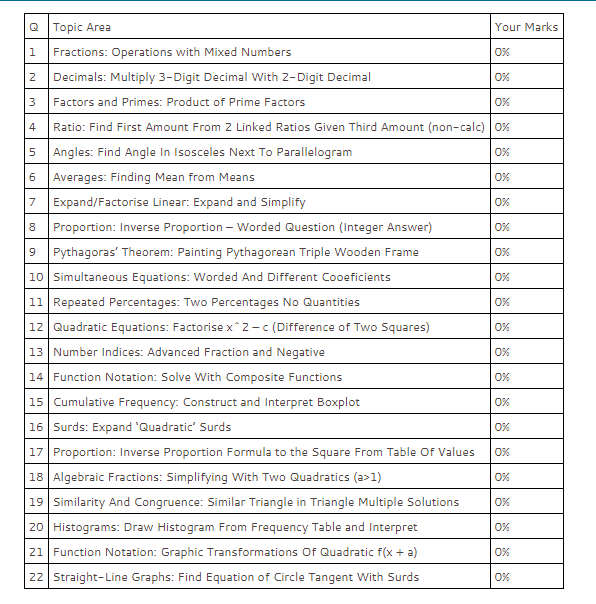 Q Topic Area Your Marks
1 Fractions: Operations with Mixed Numbers 0%
2 Decimals: Multiply 3-Digit Decimal With 2-Digit Decimal 0%
3 Factors and Primes: Product of Prime Factors 0%
4 Ratio: Find First Amount From 2 Linked Ratios Given Third Amount (non-calc) 0%
5 Angles: Find Angle In Isosceles Next To Parallelogram 0%
6 Averages: Finding Mean from Means 0%
7 Expand/Factorise Linear: Expand and Simplify 0%
8 Proportion: Inverse Proportion – Worded Question (Integer Answer) 0%
9 Pythagoras’ Theorem: Painting Pythagorean Triple Wooden Frame 0%
10 Simultaneous Equations: Worded And Different Cooeficients 0%
11 Repeated Percentages: Two Percentages No Quantities 0%
12 Quadratic Equations: Factorise x^2 – c (Difference of Two Squares) 0%
13 Number Indices: Advanced Fraction and Negative 0%
14 Function Notation: Solve With Composite Functions 0%
15 Cumulative Frequency: Construct and Interpret Boxplot 0%
16 Surds: Expand ‘Quadratic’ Surds 0%
17 Proportion: Inverse Proportion Formula to the Square From Table Of Values 0%
18 Algebraic Fractions: Simplifying With Two Quadratics (a>1) 0%
19 Similarity And Congruence: Similar Triangle in Triangle Multiple Solutions 0%
20 Histograms: Draw Histogram From Frequency Table and Interpret 0%
21 Function Notation: Graphic Transformations Of Quadratic f(x + a) 0%
22 Straight-Line Graphs: Find Equation of Circle Tangent With Surds 0%